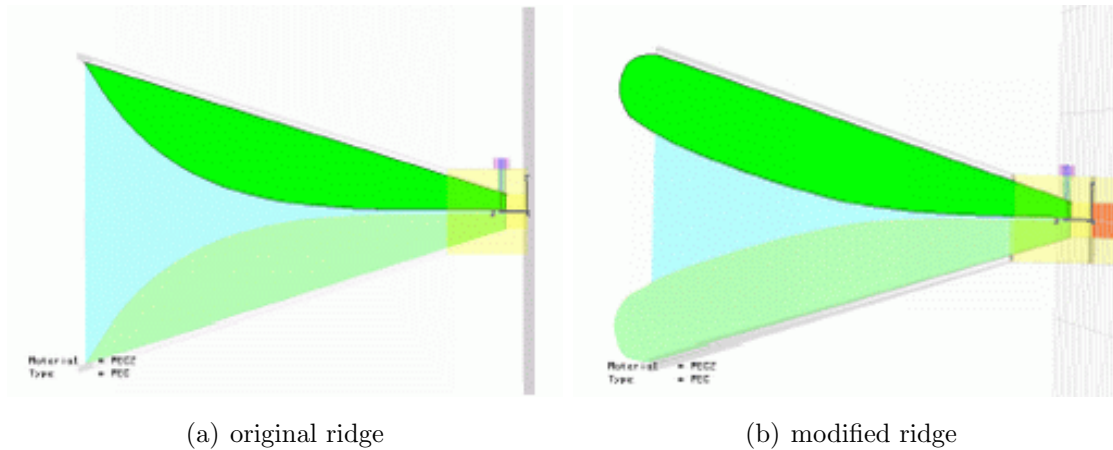 Material = PEC2
Type = PEC
Material = PEC2
Type = PEC
(a) original ridge
(b) modified ridge